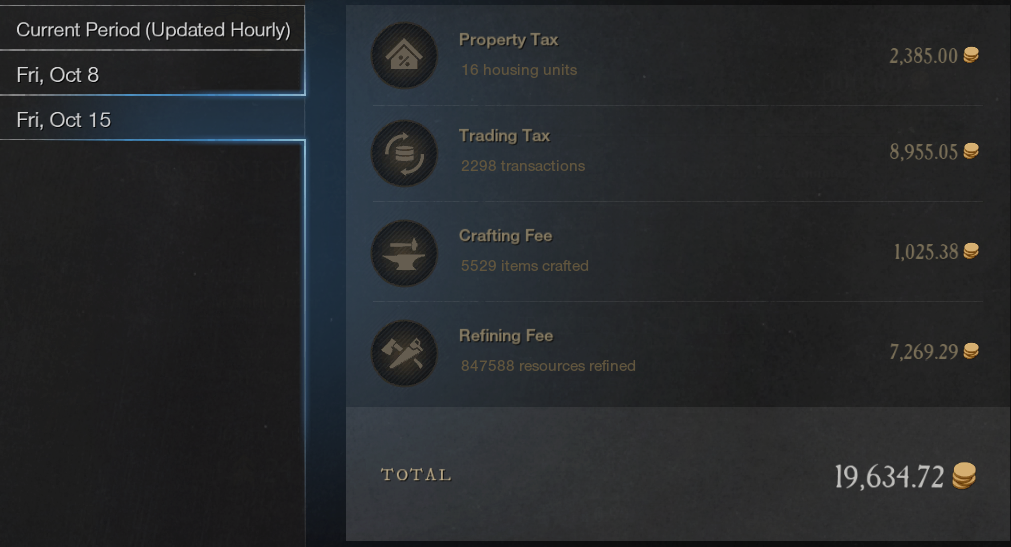 Current Period (Updated Hourly)
Fri, Oct 8
Fri, Oct 15
Property Tax
16 housing units
2,385.00
Trading Tax
2298 transactions
8,955.05
Crafting Fee
5529 items crafted
1,025.38
Refining Fee
847588 resources refined
7,269.29
TOTAL
19,634.72